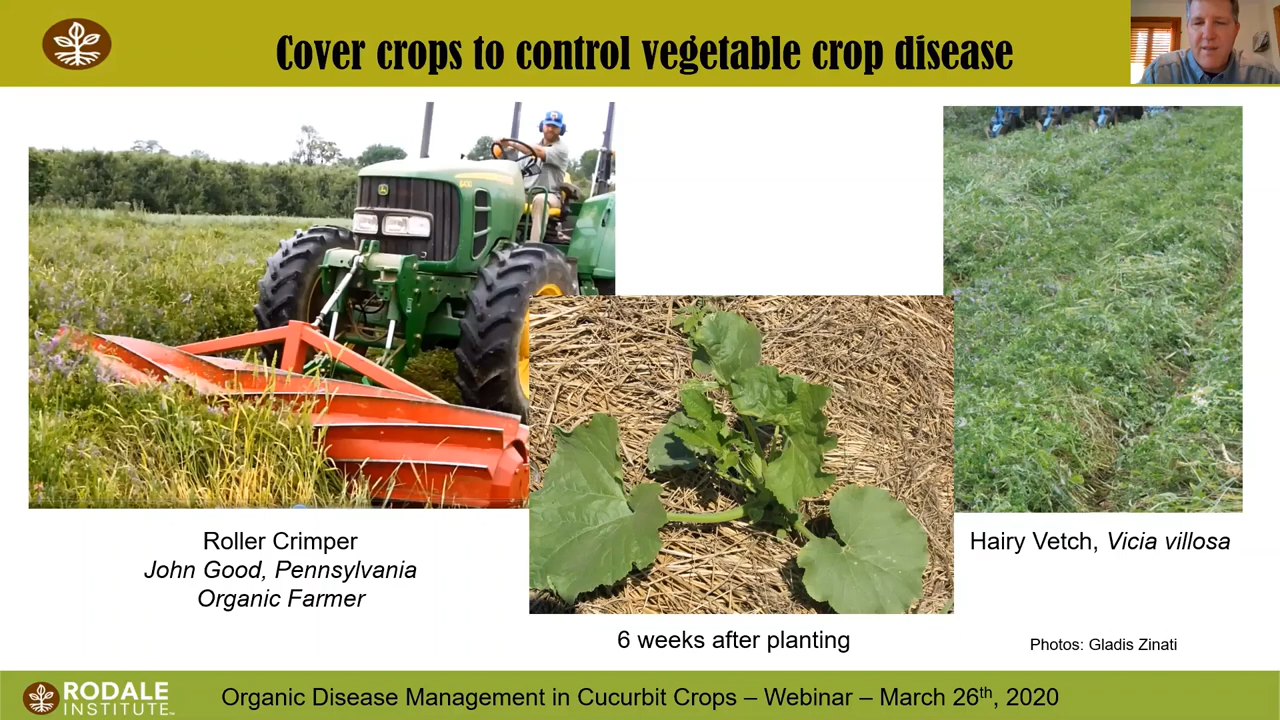 Cover crops to control vegetable crop disease
Roller Crimper
John Good, Pennsylvania
Organic Farmer
6 weeks after planting
Hairy Vetch, Vicia villosa
Photos: Gladis Zinati
RODALE
INSTITUTE™
Organic Disease Management in Cucurbit Crops – Webinar – March 26th, 2020